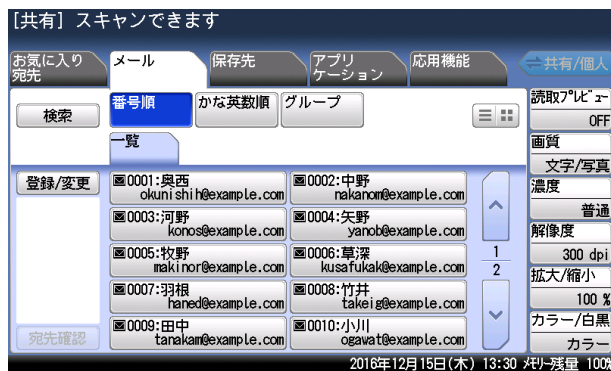 [共有] スキャンできます
お気に入り
宛先
メール
保存先
アプリ
ケーション
応用機能
共有/個人
検索
番号順
かな英数順
グループ
一覧
登録/変更
0001:奥西
okunishih@example.com
0002:中野
nakanom@example.com
0003:河野
konos@example.com
0004:矢野
yanob@example.com
0005:牧野
makinor@example.com
0006:草深
kusafukak@example.com
0007:羽根
haned@example.com
0008:竹井
takeig@example.com
0009:田中
tanakam@example.com
0010:小川
ogawat@example.com
1
2
宛先確認
読取プレビュー
OFF
画質
文字/写真
濃度
普通
解像度
300 dpi
拡大/縮小
100 %
カラー/白黒
カラー
2016年12月15日(木) 13:30 メモリー残量 100%